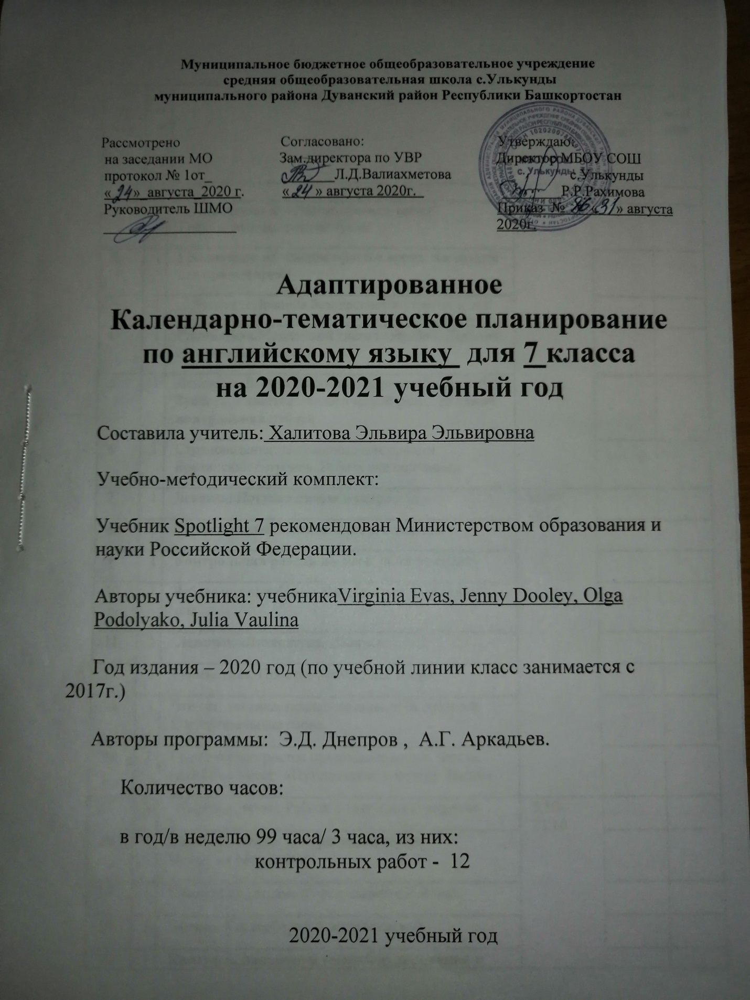 Муниципальное бюджетное общеобразовательное учреждение
средняя общеобразовательная школа с.Улькунды
муниципального района Дуванский район Республики Башкортостан
Рассмотрено
на заседании МО
протокол № 1от_
«24»_августа_2020 г.
Руководитель ШМО
Согласовано:
Зам.директора по УВР
Л.Д.Валиахметова
«24 » августа 2020г.
Утверждаю:
Директор МБОУ СОШ
с.Улькунды
Р.Р.Рахимова
Приказ № 86 «31» августа
2020г.
с. Улькунды
Адаптированное
Календарно-тематическое планирование
по английскому языку для 7 класса
на 2020-2021 учебный год
Составила учитель: Халитова Эльвира Эльвировна
Учебно-методический комплект:
Учебник Spotlight 7 рекомендован Министерством образования и
науки Российской Федерации.
Авторы учебника: учебникаVirginia Evas, Jenny Dooley, Olga
Podolyako, Julia Vaulina
Год издания – 2020 год (по учебной линии класс занимается с
2017г.)
Авторы программы: Э.Д. Днепров , А.Г. Аркадьев.
Количество часов:
в год/в неделю 99 часа/ 3 часа, из них:
контрольных работ - 12
2020-2021 учебный год